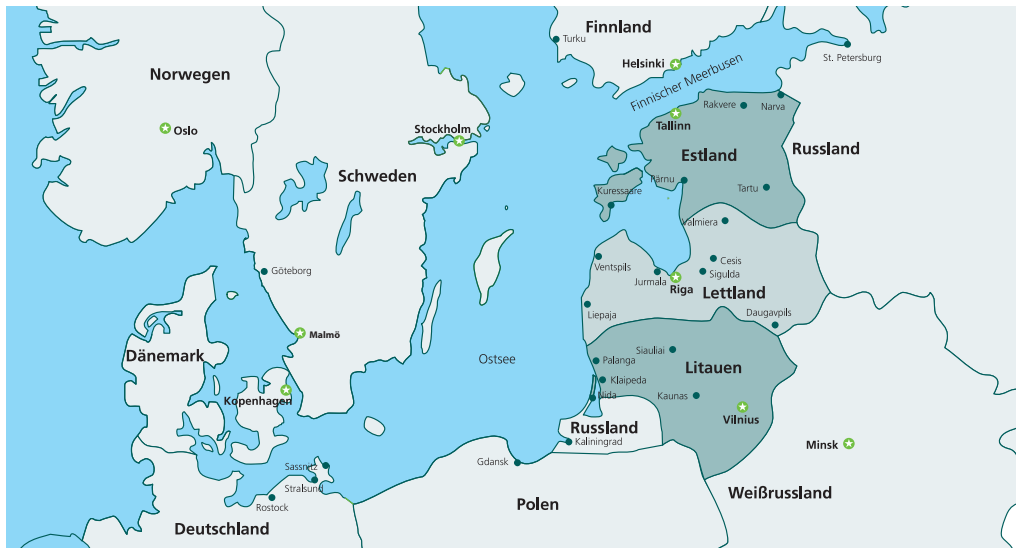 Finnland
Turku
Helsinki
St. Petersburg
Finnischer Meerbusen
Norwegen
Oslo
Stockholm
Schweden
Rakvere
Narva
Tallinn
Estland
Russland
Pärnu
Tartu
Kuressaare
Valmiera
Göteborg
Ventspils
Cesis
Sigulda
Jurmala
Riga
Lettland
Liepaja
Daugavpils
Malmö
Dänemark
Ostsee
Siauliai
Palanga
Litauen
Klaipeda
Kopenhagen
Nida
Kaunas
Vilnius
Russland
Kaliningrad
Minsk
Gdansk
Sassnitz
Stralsund
Rostock
Weißrussland
Polen
Deutschland